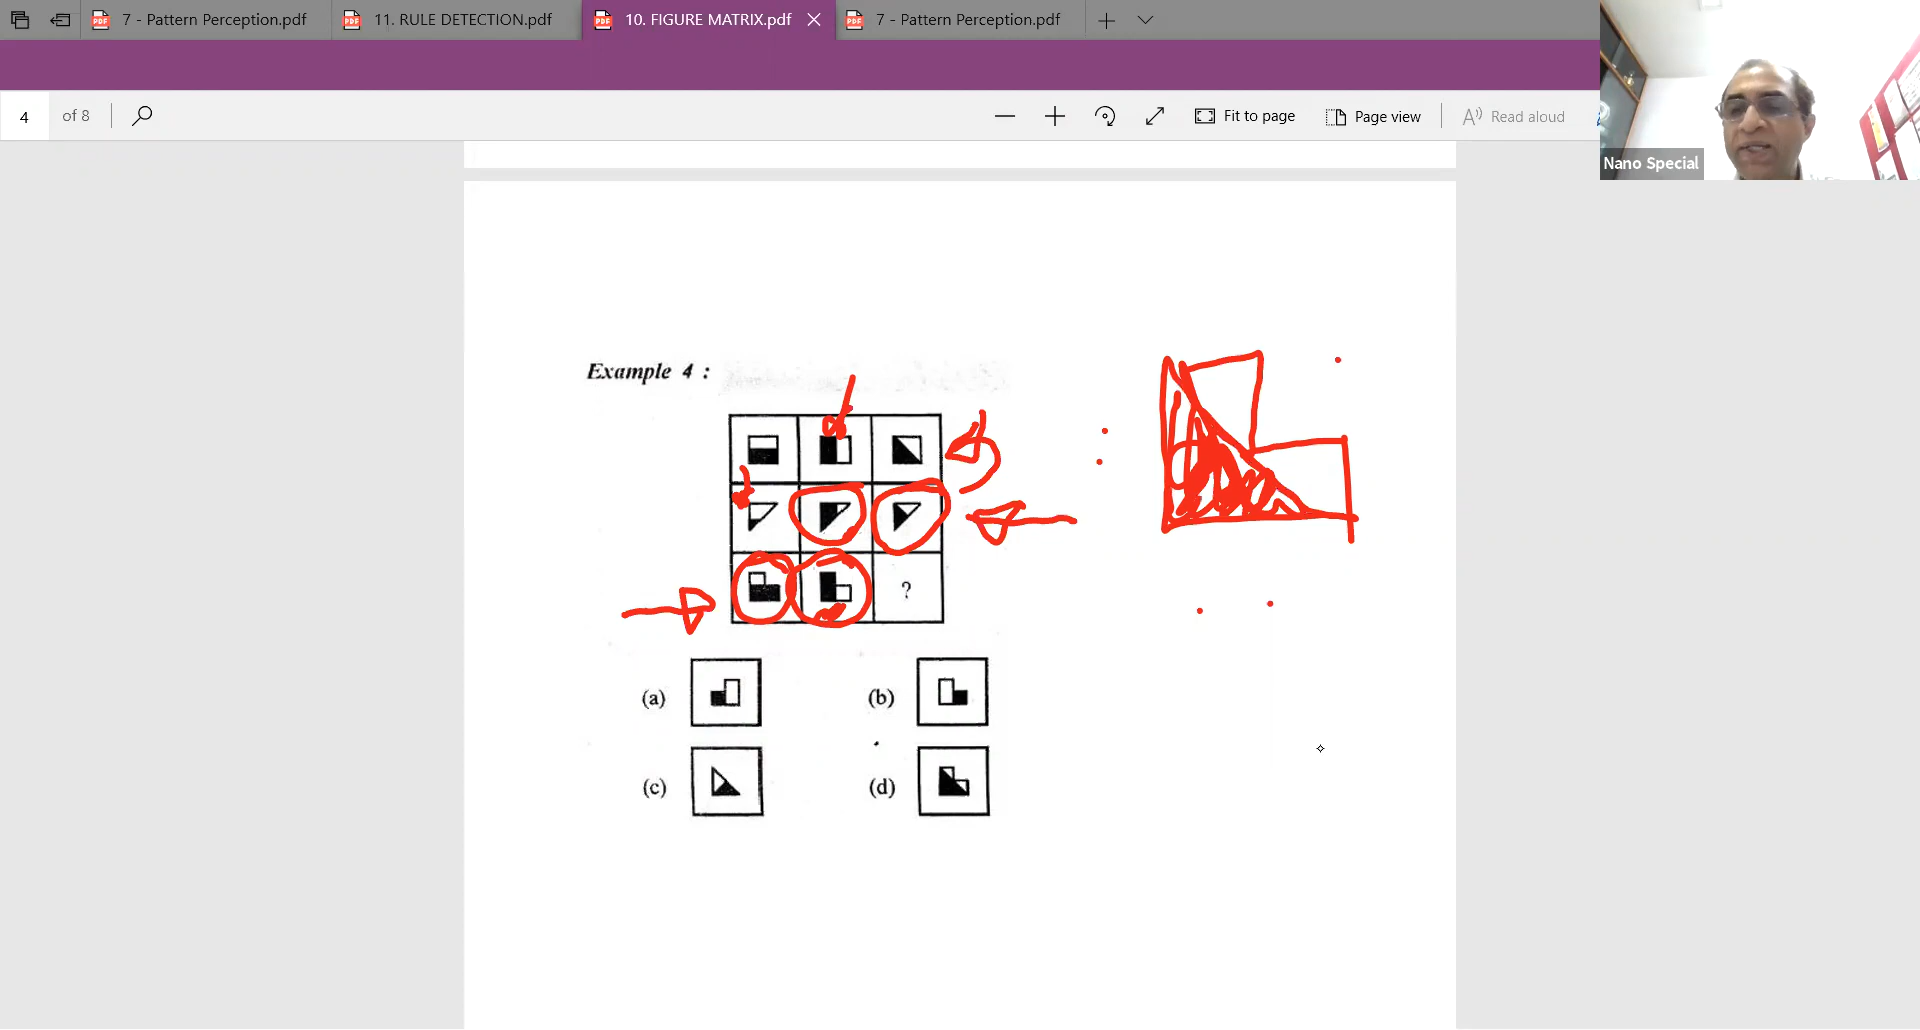 7 - Pattern Perception.pdf
11. RULE DETECTION.pdf
10. FIGURE MATRIX.pdf
7 - Pattern Perception.pdf
4 of 8
Fit to page
Page view
Read aloud
Nano Special
Example 4 :
?
(a)
(b)
(c)
(d)